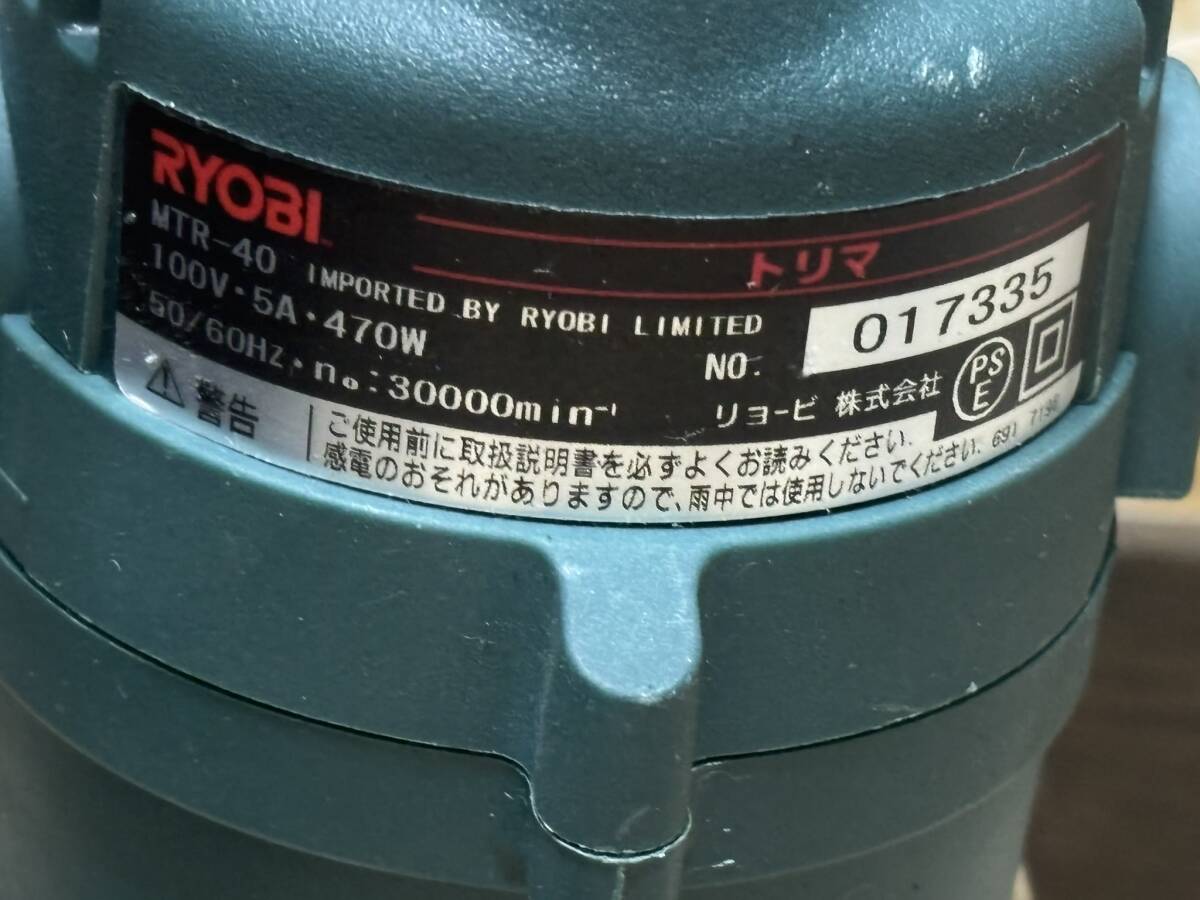 RYOBI
トリマ
MTR-40 IMPORTED BY RYOBI LIMITED
100V・5A・470W
NO. 017335
50/60Hz・no:30000min⁻¹
リョービ 株式会社
PS
E
⚠警告
ご使用前に取扱説明書を必ずよくお読みください.
感電のおそれがありますので、雨中では使用しないでください.
691